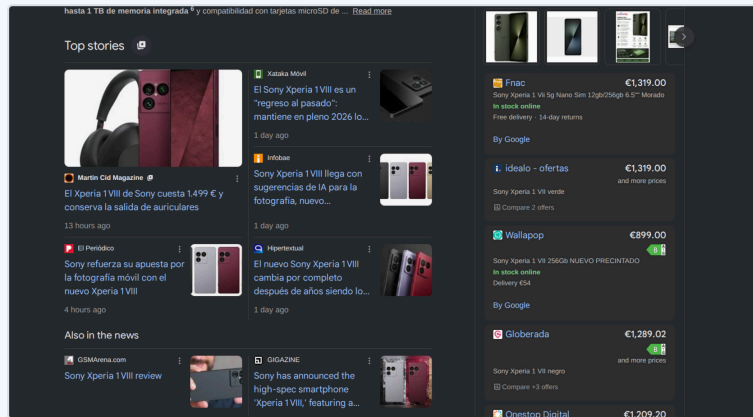 hasta 1 TB de memoria integrada 6 y compatibilidad con tarjetas microSD de ... Read more
Top stories
Martin Cid Magazine
El Xperia 1 VIII de Sony cuesta 1.499 € y
conserva la salida de auriculares
13 hours ago
Xataka Móvil
El Sony Xperia 1 VIII es un
"regreso al pasado":
mantiene en pleno 2026 lo...
1 day ago
Infobae
Sony Xperia 1 VIII llega con
sugerencias de IA para la
fotografía, nuevo...
1 day ago
El Periódico
Sony refuerza su apuesta por
la fotografía móvil con el
nuevo Xperia 1 VIII
4 hours ago
Hipertextual
El nuevo Sony Xperia 1 VIII
cambia por completo
después de años siendo lo...
1 day ago
Also in the news
GSMArena.com
Sony Xperia 1 VIII review
GIGAZINE
Sony has announced the
high-spec smartphone
'Xperia 1 VIII,' featuring a...
Fnac €1,319.00
Sony Xperia 1 Vii 5g Nano Sim 12gb/256gb 6.5"" Morado
In stock online
Free delivery · 14-day returns
By Google
idealo - ofertas €1,319.00
and more prices
Sony Xperia 1 VII verde
Compare 2 offers
Wallapop €899.00
B
Sony Xperia 1 VII 256Gb NUEVO PRECINTADO
In stock online
Delivery €54
By Google
Globerada €1,289.02
B
and more prices
Sony Xperia 1 VII negro
Compare +3 offers
Onestop Digital €1,209.20